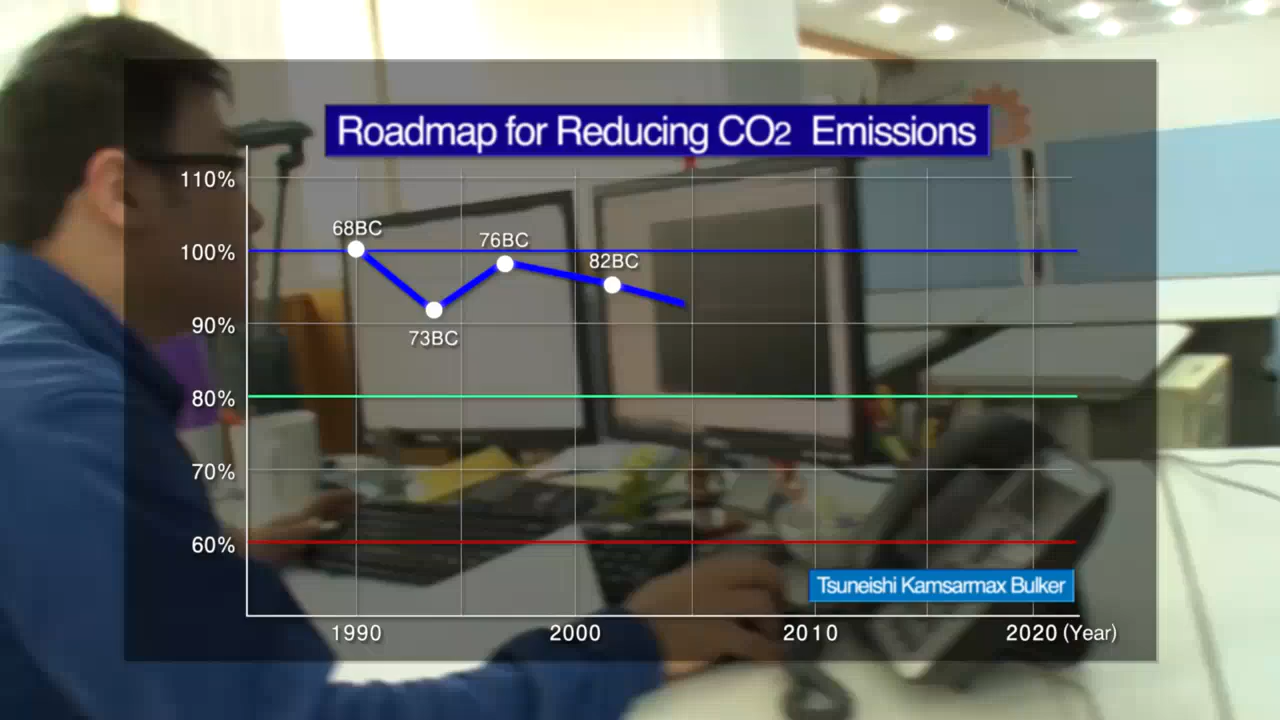 Roadmap for Reducing CO2 Emissions
110%
68BC
76BC
100%
82BC
90%
73BC
80%
70%
60%
Tsuneishi Kamsarmax Bulker
1990 2000 2010 2020 (Year)